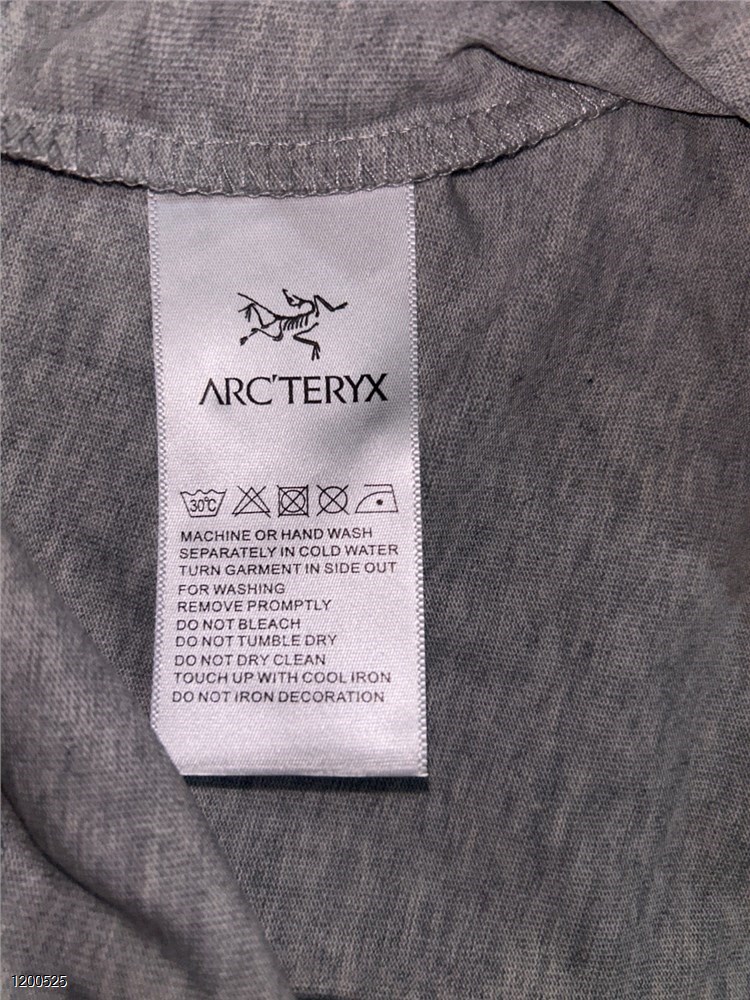 ARC'TERYX
30°C
MACHINE OR HAND WASH
SEPARATELY IN COLD WATER
TURN GARMENT IN SIDE OUT
FOR WASHING
REMOVE PROMPTLY
DO NOT BLEACH
DO NOT TUMBLE DRY
DO NOT DRY CLEAN
TOUCH UP WITH COOL IRON
DO NOT IRON DECORATION
1200525